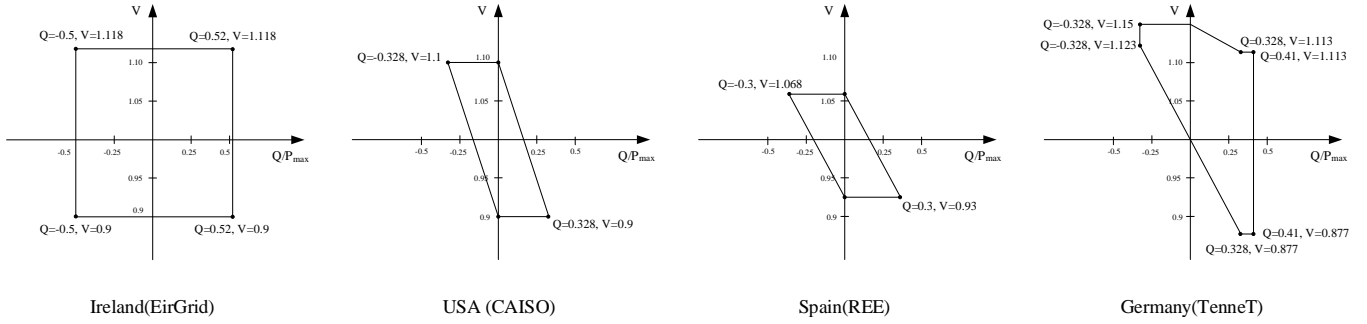 V
Q=-0.5, V=1.118
Q=0.52, V=1.118
1.10
1.05
-0.5
-0.25
0.25
0.5
Q/Pmax
0.95
0.9
Q=-0.5, V=0.9
Q=0.52, V=0.9
Ireland(EirGrid)
V
Q=-0.328, V=1.1
1.10
1.05
-0.5
-0.25
0.25
0.5
Q/Pmax
0.95
0.9
Q=0.328, V=0.9
USA (CAISO)
V
1.10
Q=-0.3, V=1.068
1.05
-0.5
-0.25
0.25
0.5
Q/Pmax
0.95
Q=0.3, V=0.93
0.9
Spain(REE)
V
Q=-0.328, V=1.15
Q=-0.328, V=1.123
Q=0.328, V=1.113
Q=0.41, V=1.113
1.10
1.05
-0.5
-0.25
0.25
0.5
Q/Pmax
0.95
0.9
Q=0.41, V=0.877
Q=0.328, V=0.877
Germany(TenneT)